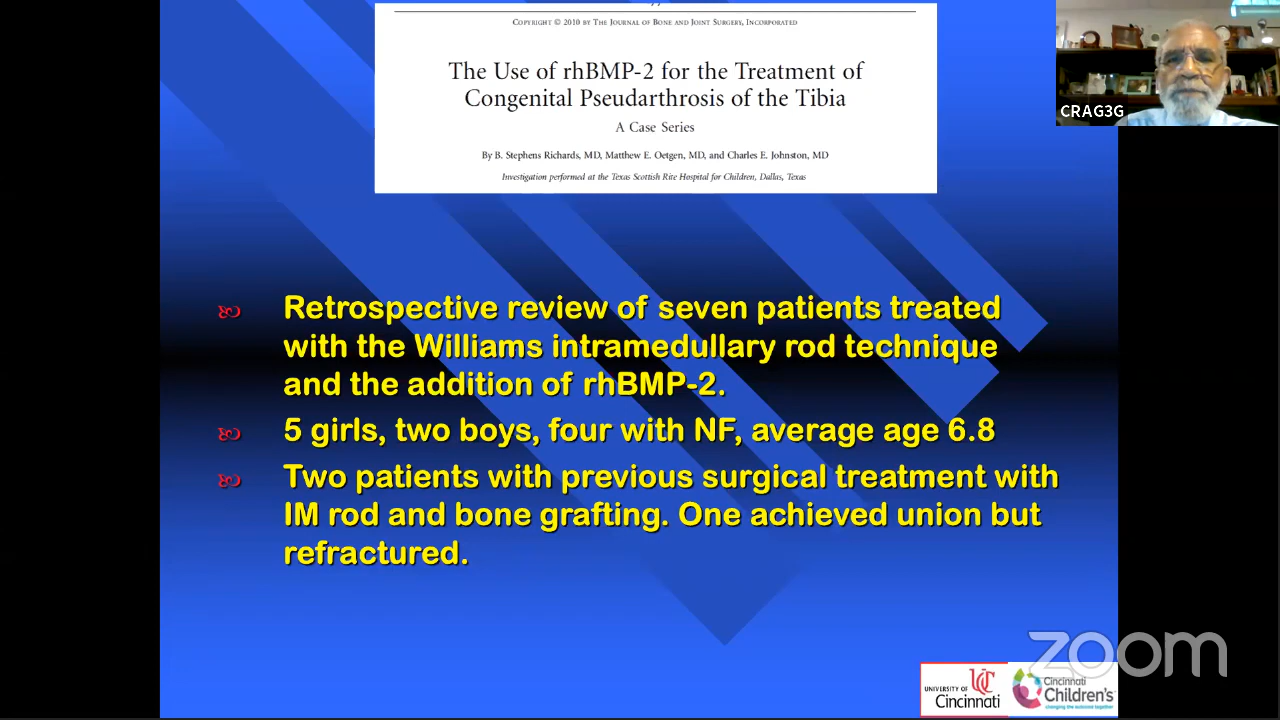 COPYRIGHT © 2010 BY THE JOURNAL OF BONE AND JOINT SURGERY, INCORPORATED
The Use of rhBMP-2 for the Treatment of
Congenital Pseudarthrosis of the Tibia
A Case Series
By B. Stephens Richards, MD, Matthew E. Oetgen, MD, and Charles E. Johnston, MD
Investigation performed at the Texas Scottish Rite Hospital for Children, Dallas, Texas
CRAG3G
Retrospective review of seven patients treated
with the Williams intramedullary rod technique
and the addition of rhBMP-2.
5 girls, two boys, four with NF, average age 6.8
Two patients with previous surgical treatment with
IM rod and bone grafting. One achieved union but
refractured.
zoom
UNIVERSITY OF
Cincinnati
UC
Cincinnati
Children's
changing the outcome together